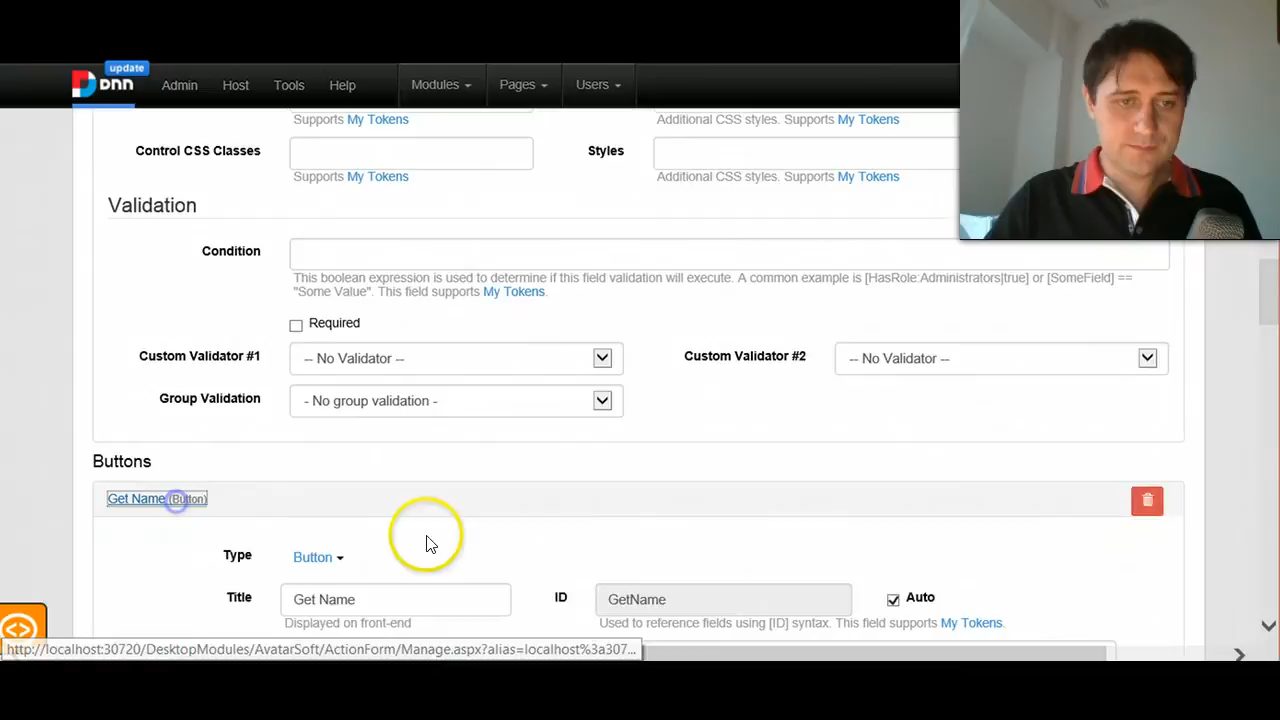 update
DNN Admin Host Tools Help Modules Pages Users
Supports My Tokens Additional CSS styles. Supports My Tokens
Control CSS Classes Styles
Supports My Tokens Additional CSS styles. Supports My Tokens
Validation
Condition
This boolean expression is used to determine if this field validation will execute. A common example is [HasRole:Administrators|true] or [SomeField] ==
"Some Value". This field supports My Tokens.
Required
Custom Validator #1 -- No Validator -- Custom Validator #2 -- No Validator --
Group Validation - No group validation -
Buttons
Get Name (Button)
Type Button
Title Get Name ID GetName Auto
Displayed on front-end Used to reference fields using [ID] syntax. This field supports My Tokens.
http://localhost:30720/DesktopModules/AvatarSoft/ActionForm/Manage.aspx?alias=localhost%3a307...